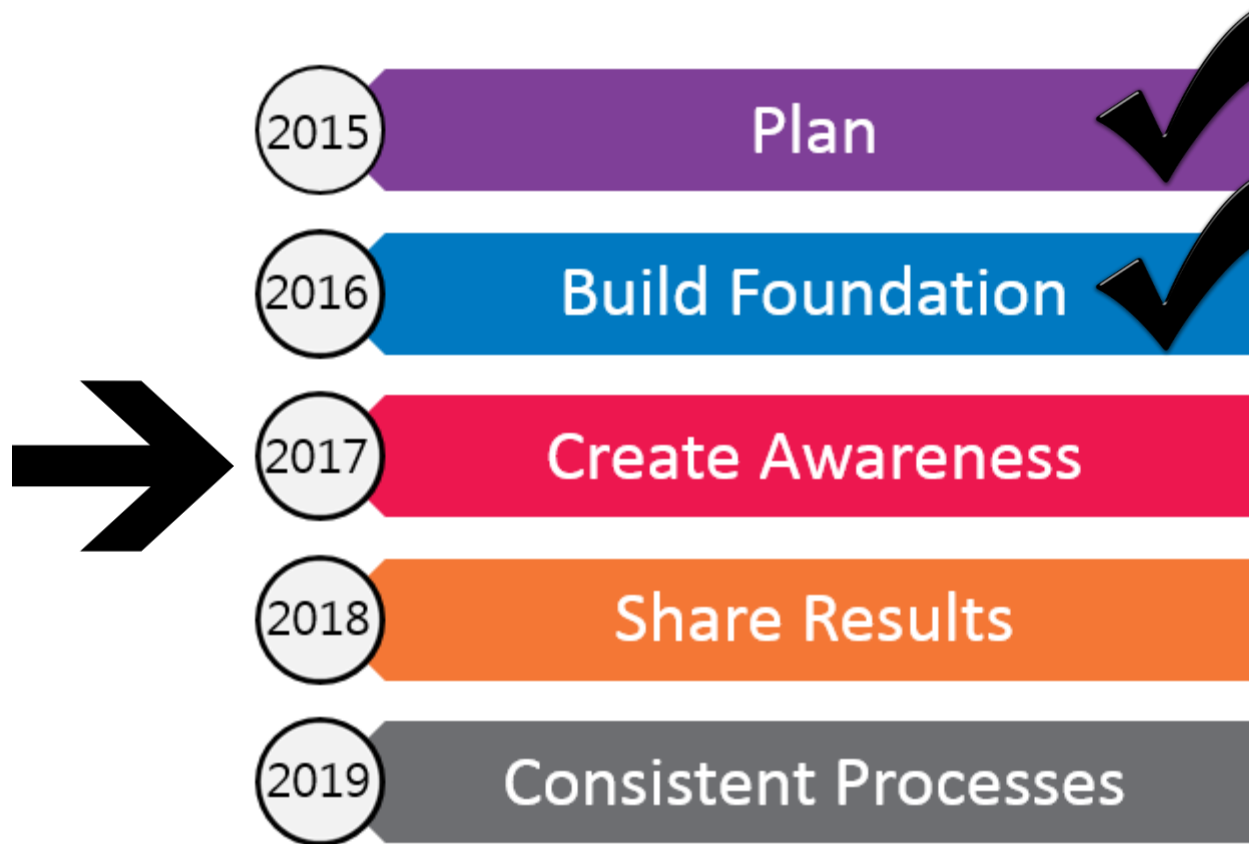 2015 Plan
2016 Build Foundation
2017 Create Awareness
2018 Share Results
2019 Consistent Processes